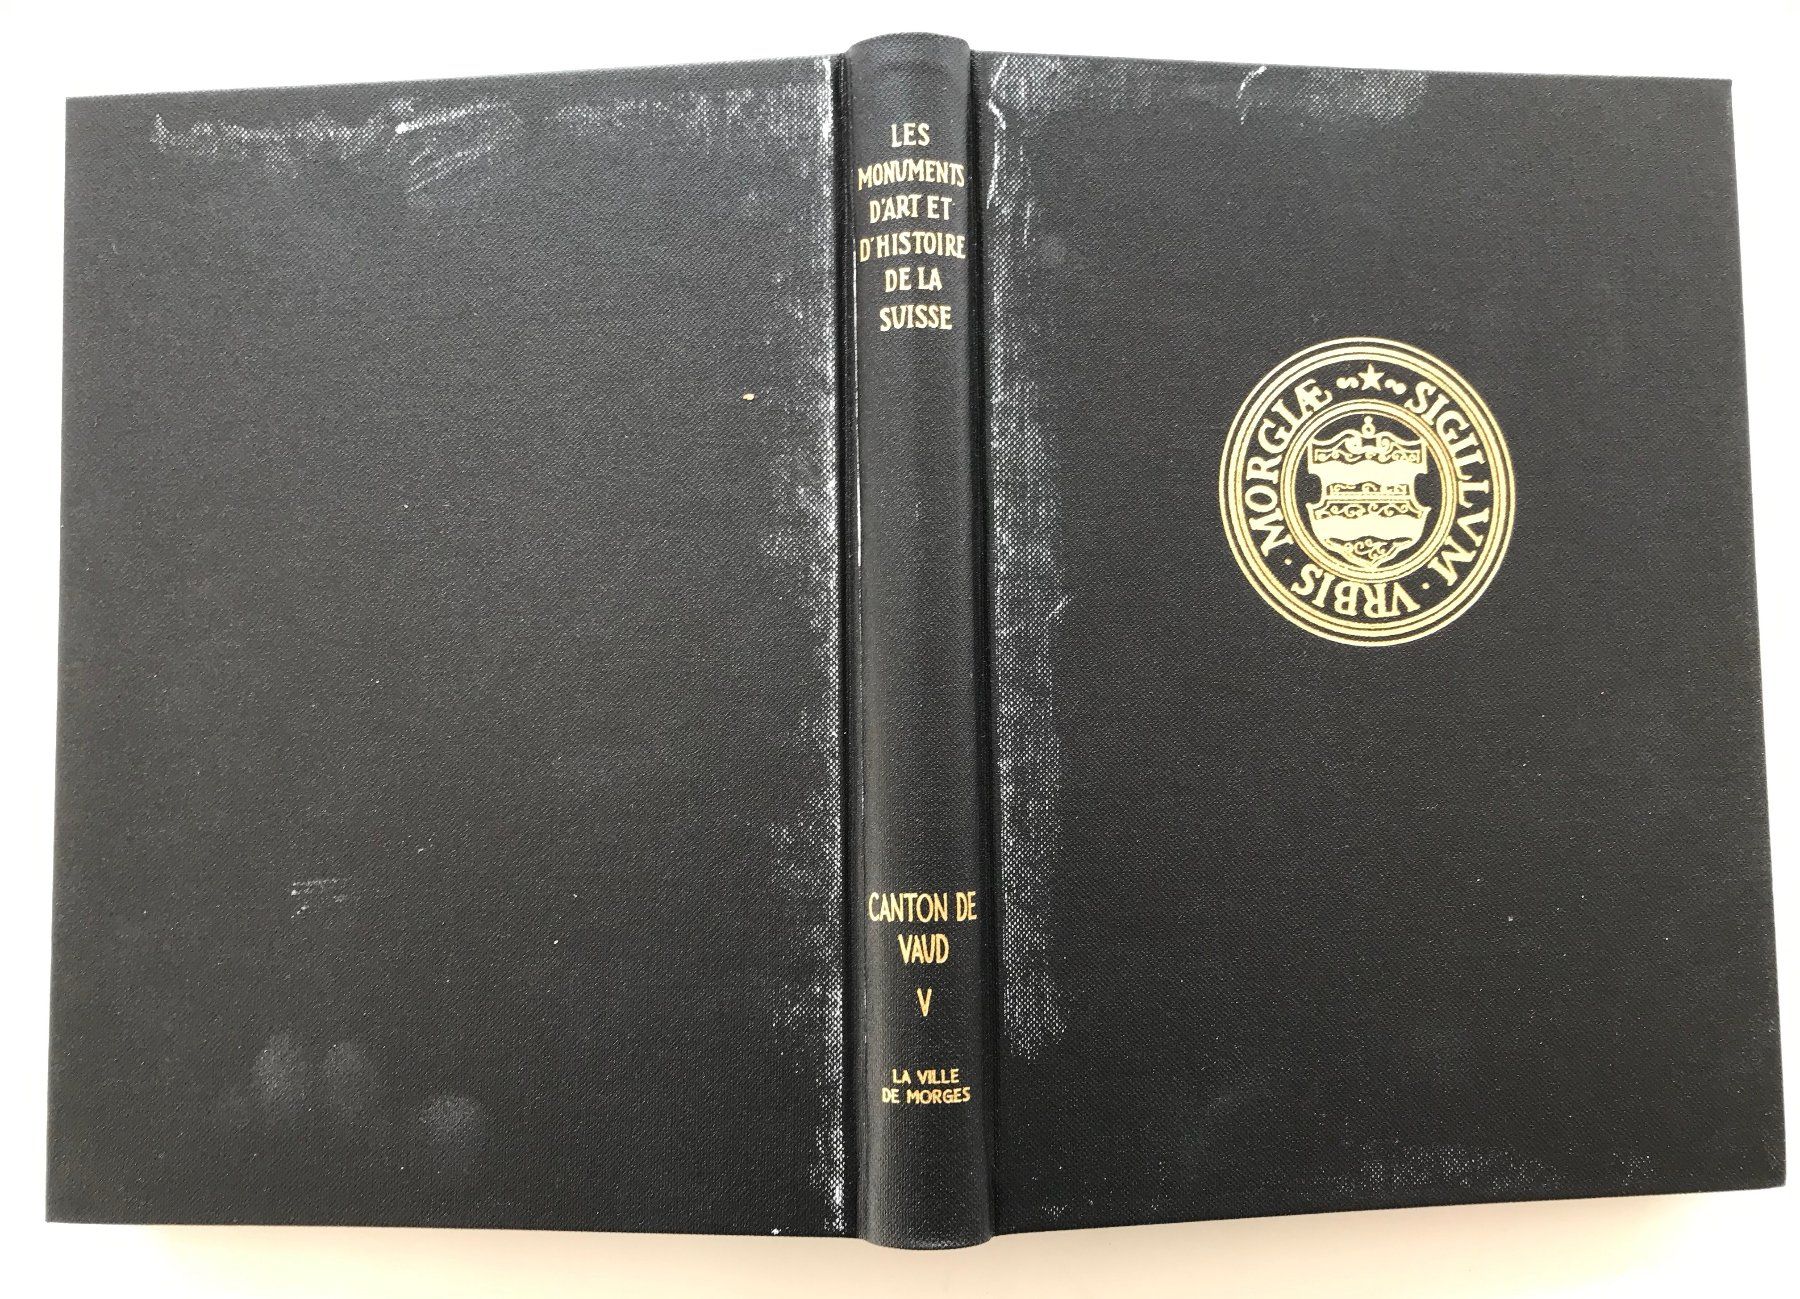 LES
MONUMENTS
D'ART ET
D'HISTOIRE
DE LA
SUISSE
CANTON DE
VAUD
V
LA VILLE
DE MORGES
SIGILLVM · VRBIS · MORGIÆ